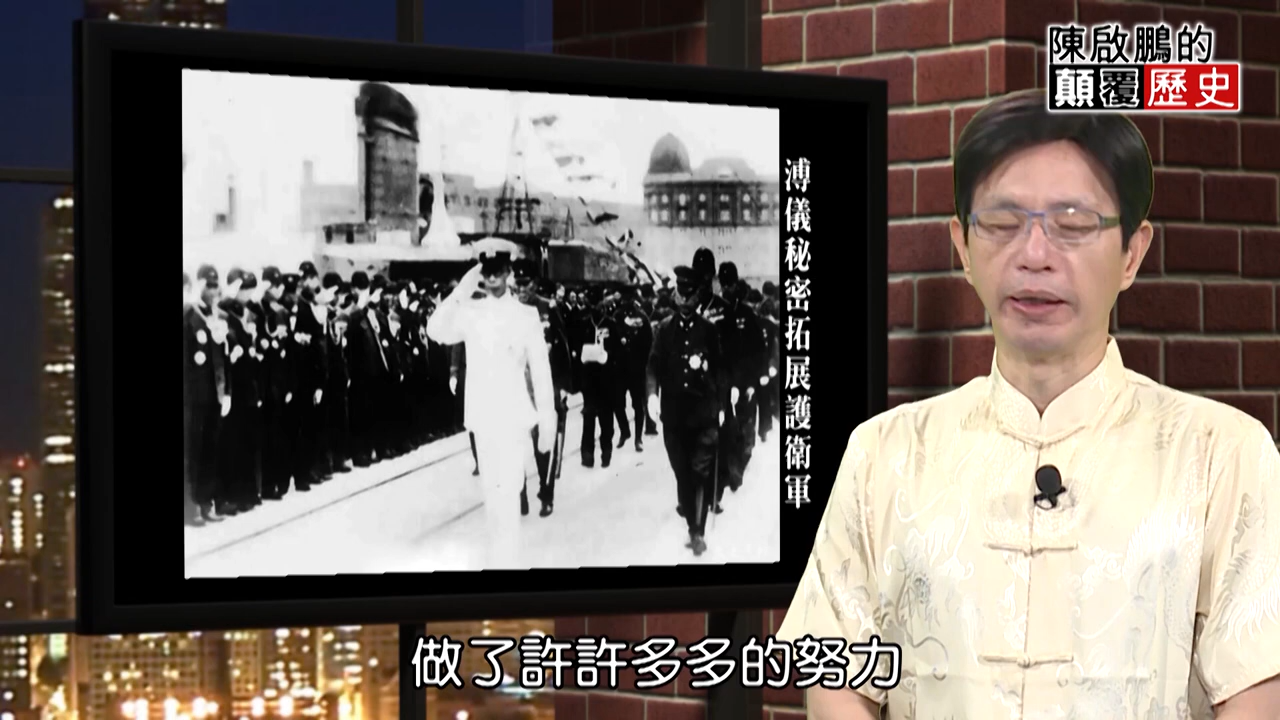 陳啟鵬的
顛覆歷史
溥儀秘密拓展護衛軍
做了許許多多的努力